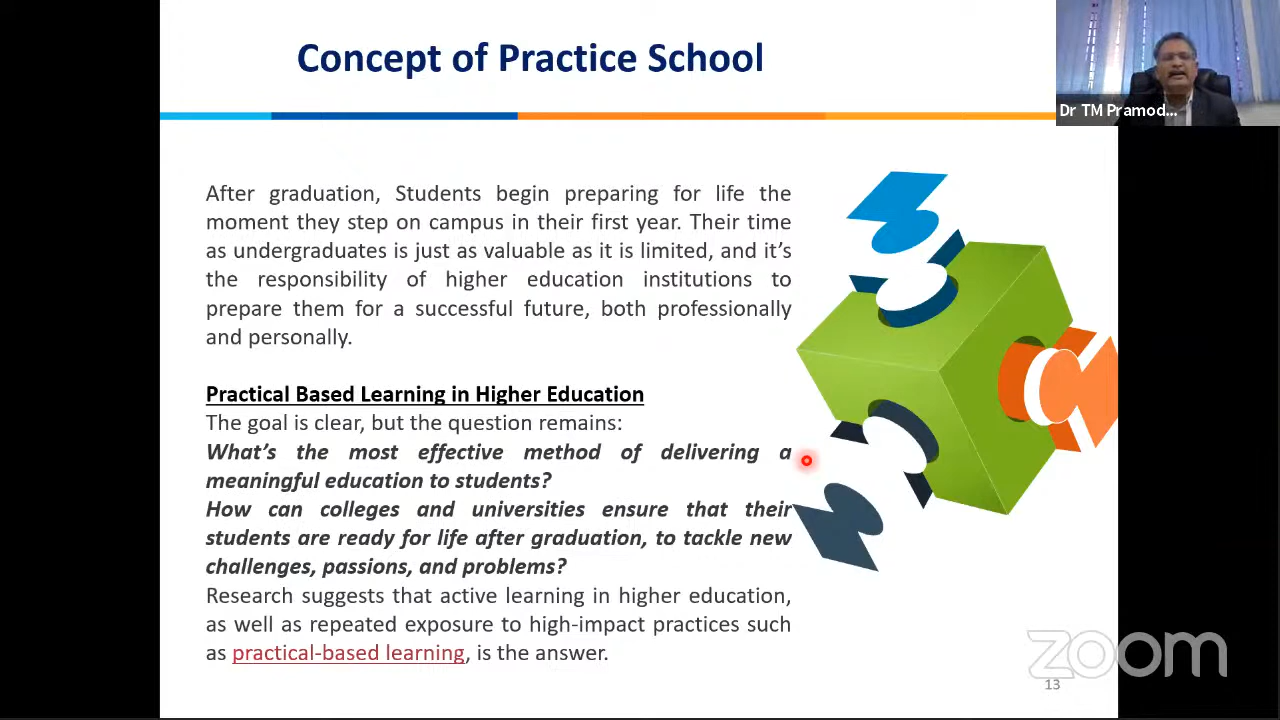 Concept of Practice School
Dr TM Pramod...
After graduation, Students begin preparing for life the
moment they step on campus in their first year. Their time
as undergraduates is just as valuable as it is limited, and it's
the responsibility of higher education institutions to
prepare them for a successful future, both professionally
and personally.
Practical Based Learning in Higher Education
The goal is clear, but the question remains:
What's the most effective method of delivering a
meaningful education to students?
How can colleges and universities ensure that their
students are ready for life after graduation, to tackle new
challenges, passions, and problems?
Research suggests that active learning in higher education,
as well as repeated exposure to high-impact practices such
as practical-based learning, is the answer.
zoom
13